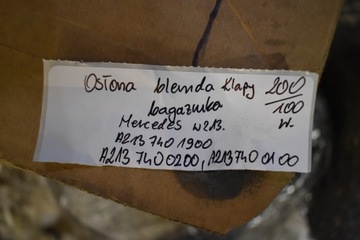 Osłona blenda klapy 200/100
bagażnika w.
Mercedes w213.
A213 740 1900
A213 740 0200, A213 740 01 00